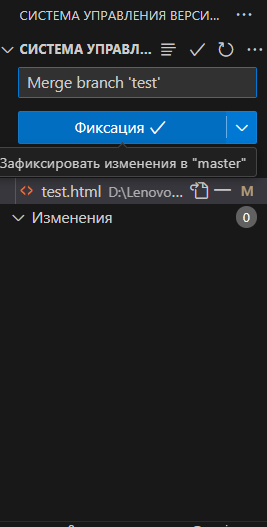 СИСТЕМА УПРАВЛЕНИЯ ВЕРСИ...
СИСТЕМА УПРАВЛ...
Merge branch 'test'
Фиксация
Зафиксировать изменения в "master"
test.html D:\Lenovo... M
Изменения 0